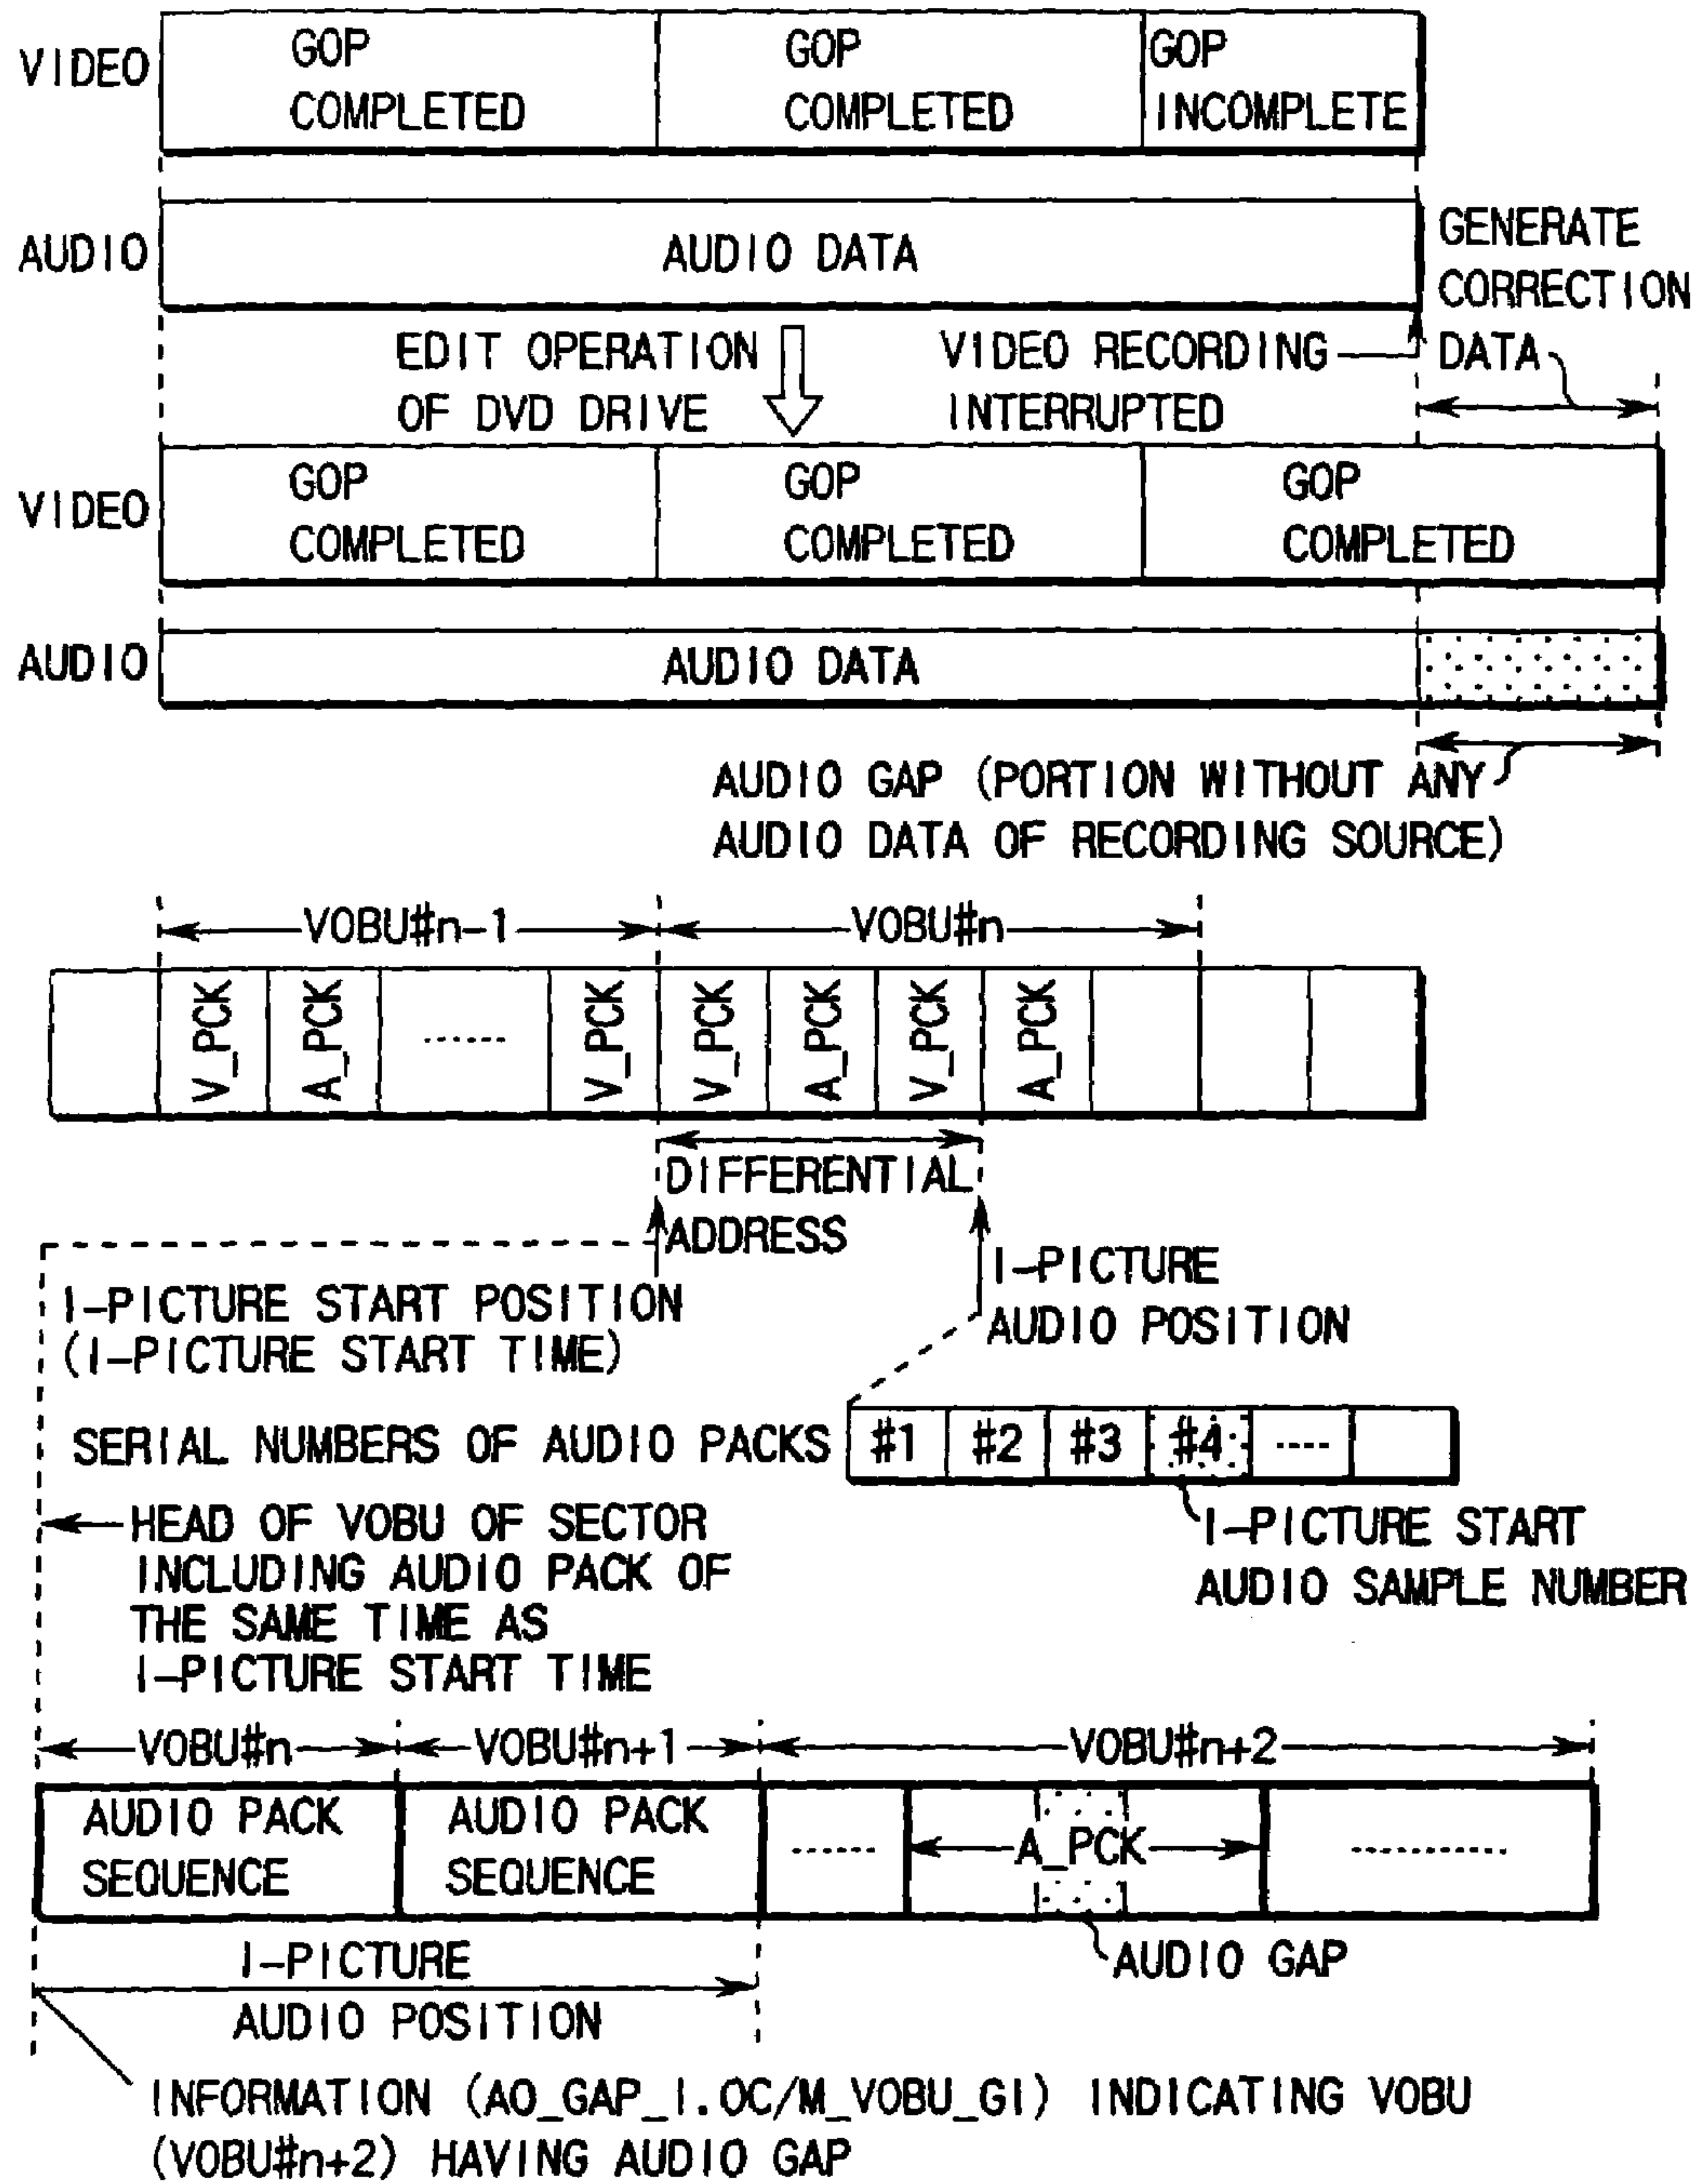 VIDEO
GOP
COMPLETED
GOP
COMPLETED
GOP
INCOMPLETE
AUDIO
AUDIO DATA
GENERATE
CORRECTION
DATA
EDIT OPERATION
OF DVD DRIVE
VIDEO RECORDING
INTERRUPTED
VIDEO
GOP
COMPLETED
GOP
COMPLETED
GOP
COMPLETED
AUDIO
AUDIO DATA
AUDIO GAP (PORTION WITHOUT ANY
AUDIO DATA OF RECORDING SOURCE)
VOBU#n-1
VOBU#n
V_PCK
A_PCK
V_PCK
V_PCK
A_PCK
V_PCK
A_PCK
DIFFERENTIAL
ADDRESS
I-PICTURE START POSITION
(I-PICTURE START TIME)
I-PICTURE
AUDIO POSITION
SERIAL NUMBERS OF AUDIO PACKS
#1
#2
#3
#4
I-PICTURE START
AUDIO SAMPLE NUMBER
HEAD OF VOBU OF SECTOR
INCLUDING AUDIO PACK OF
THE SAME TIME AS
I-PICTURE START TIME
VOBU#n
VOBU#n+1
VOBU#n+2
AUDIO PACK
SEQUENCE
AUDIO PACK
SEQUENCE
A_PCK
AUDIO GAP
I-PICTURE
AUDIO POSITION
INFORMATION (A0_GAP_I.OC/M_VOBU_GI) INDICATING VOBU
(VOBU#n+2) HAVING AUDIO GAP